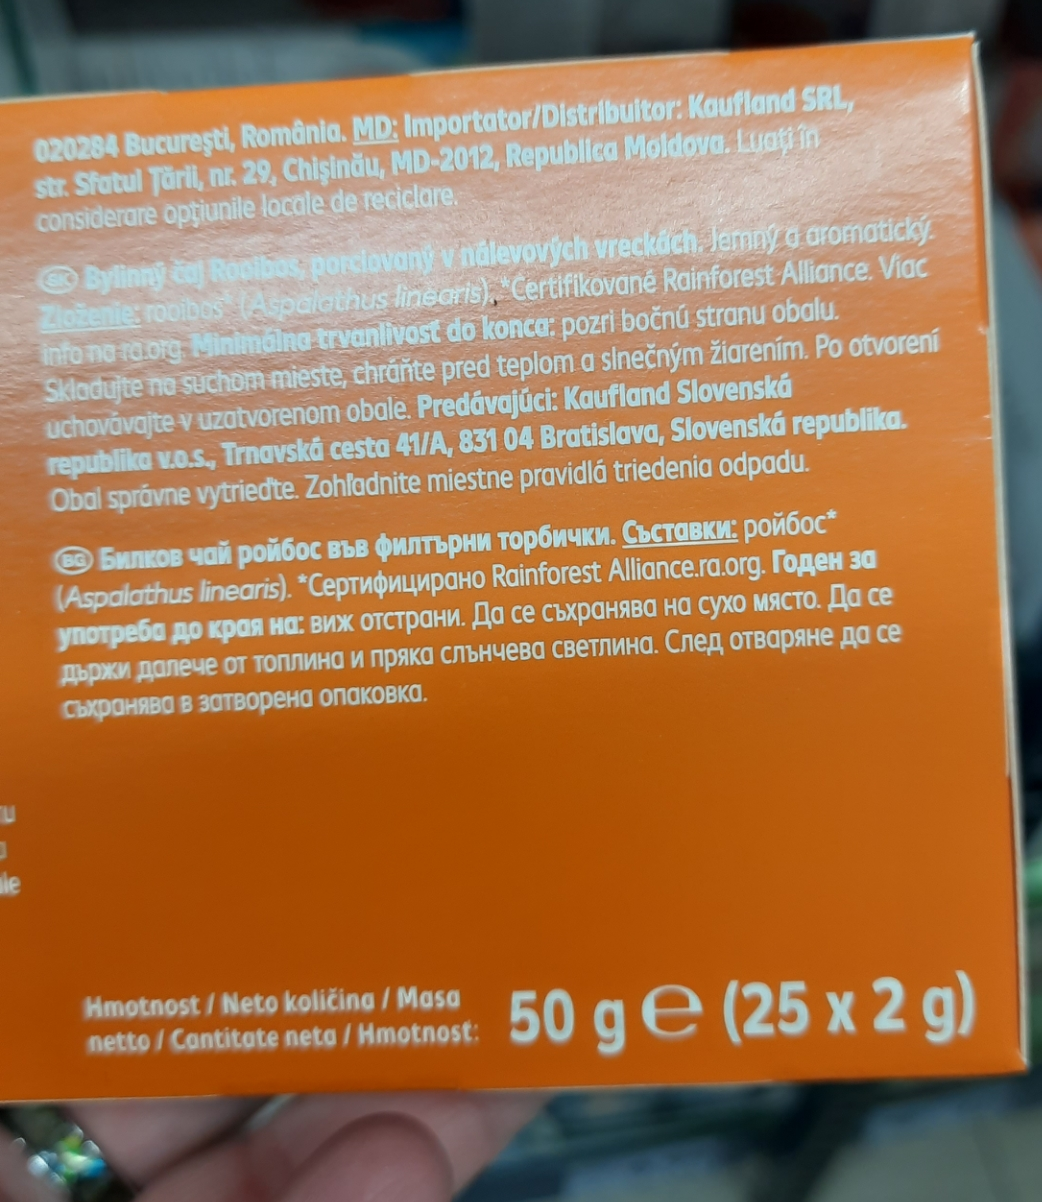 020284 București, România. MD: Importator/Distribuitor: Kaufland SRL,
str. Sfatul Țării, nr. 29, Chișinău, MD-2012, Republica Moldova. Luați în
considerare opțiunile locale de reciclare.
SK Bylinný čaj Rooibos, porciovaný v nálevových vreckách. Jemný a aromatický.
Zloženie: rooibos* (Aspalathus linearis). *Certifikované Rainforest Alliance. Viac
info na ra.org. Minimálna trvanlivosť do konca: pozri bočnú stranu obalu.
Skladujte na suchom mieste, chráňte pred teplom a slnečným žiarením. Po otvorení
uchovávajte v uzatvorenom obale. Predávajúci: Kaufland Slovenská
republika v.o.s., Trnavská cesta 41/A, 831 04 Bratislava, Slovenská republika.
Obal správne vytrieďte. Zohľadnite miestne pravidlá triedenia odpadu.
BG Билков чай ройбос във филтърни торбички. Съставки: ройбос*
(Aspalathus linearis). *Сертифицирано Rainforest Alliance.ra.org. Годен за
употреба до края на: виж отстрани. Да се съхранява на сухо място. Да се
държи далече от топлина и пряка слънчева светлина. След отваряне да се
съхранява в затворена опаковка.
Hmotnost / Neto količina / Masa
netto / Cantitate neta / Hmotnosť:
50 g e (25 x 2 g)